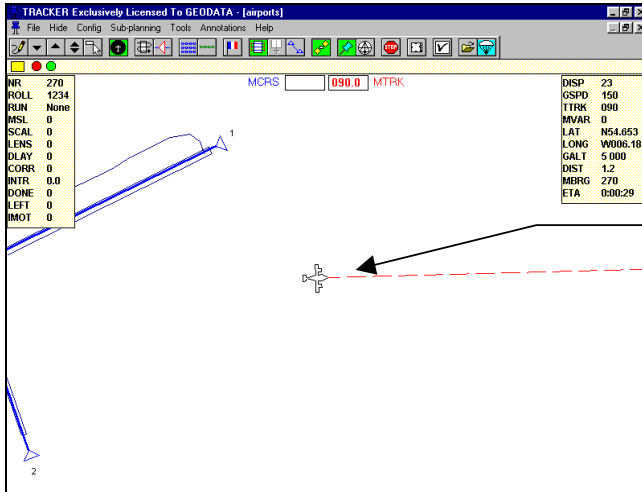 TRACKER Exclusively Licensed To GEODATA - [airports]
File Hide Config Sub-planning Tools Annotations Help
STOP
MCRS 090.0 MTRK
NR 270
ROLL 1234
RUN None
MSL 0
SCAL 0
LENS 0
DLAY 0
CORR 0
INTR 0.0
DONE 0
LEFT 0
IMOT 0
DISP 23
GSPD 150
TTRK 090
MVAR 0
LAT N54.653
LONG W006.18
GALT 5 000
DIST 1.2
MBRG 270
ETA 0:00:29
1
2